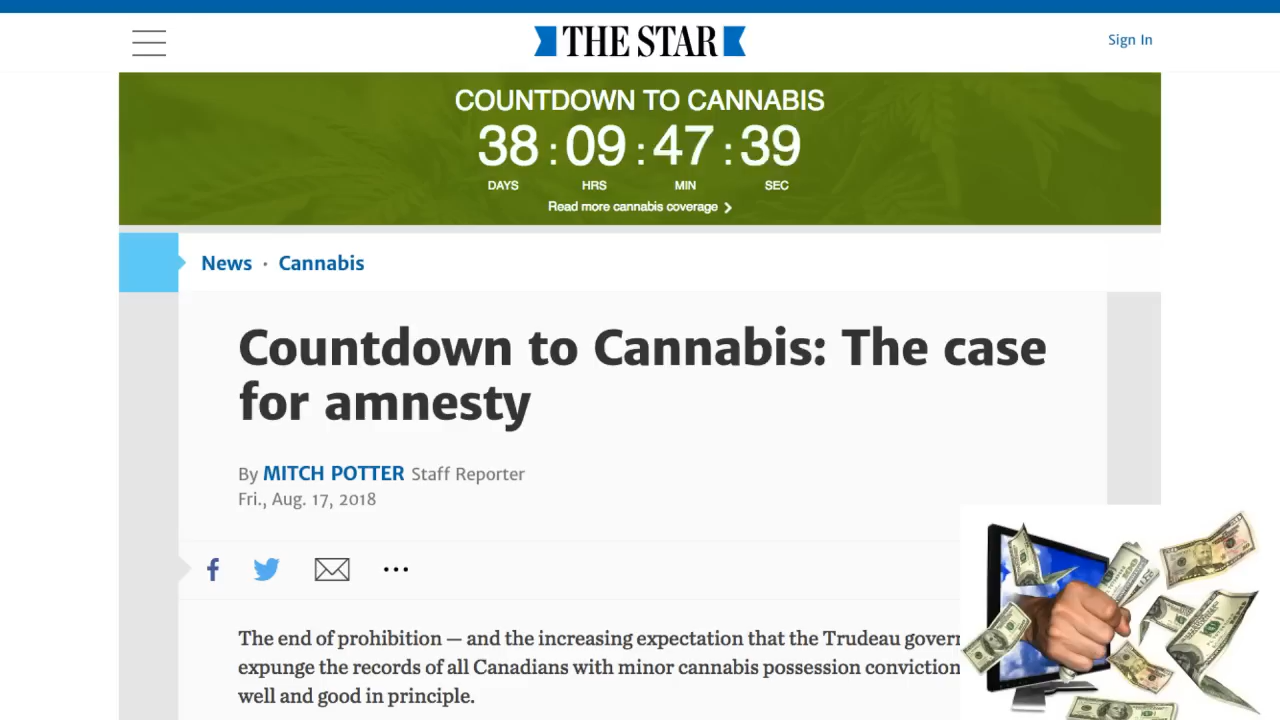 THE STAR
Sign In
COUNTDOWN TO CANNABIS
38 : 09 : 47 : 39
DAYS HRS MIN SEC
Read more cannabis coverage
News · Cannabis
Countdown to Cannabis: The case
for amnesty
By MITCH POTTER Staff Reporter
Fri., Aug. 17, 2018
The end of prohibition — and the increasing expectation that the Trudeau govern
expunge the records of all Canadians with minor cannabis possession conviction
well and good in principle.